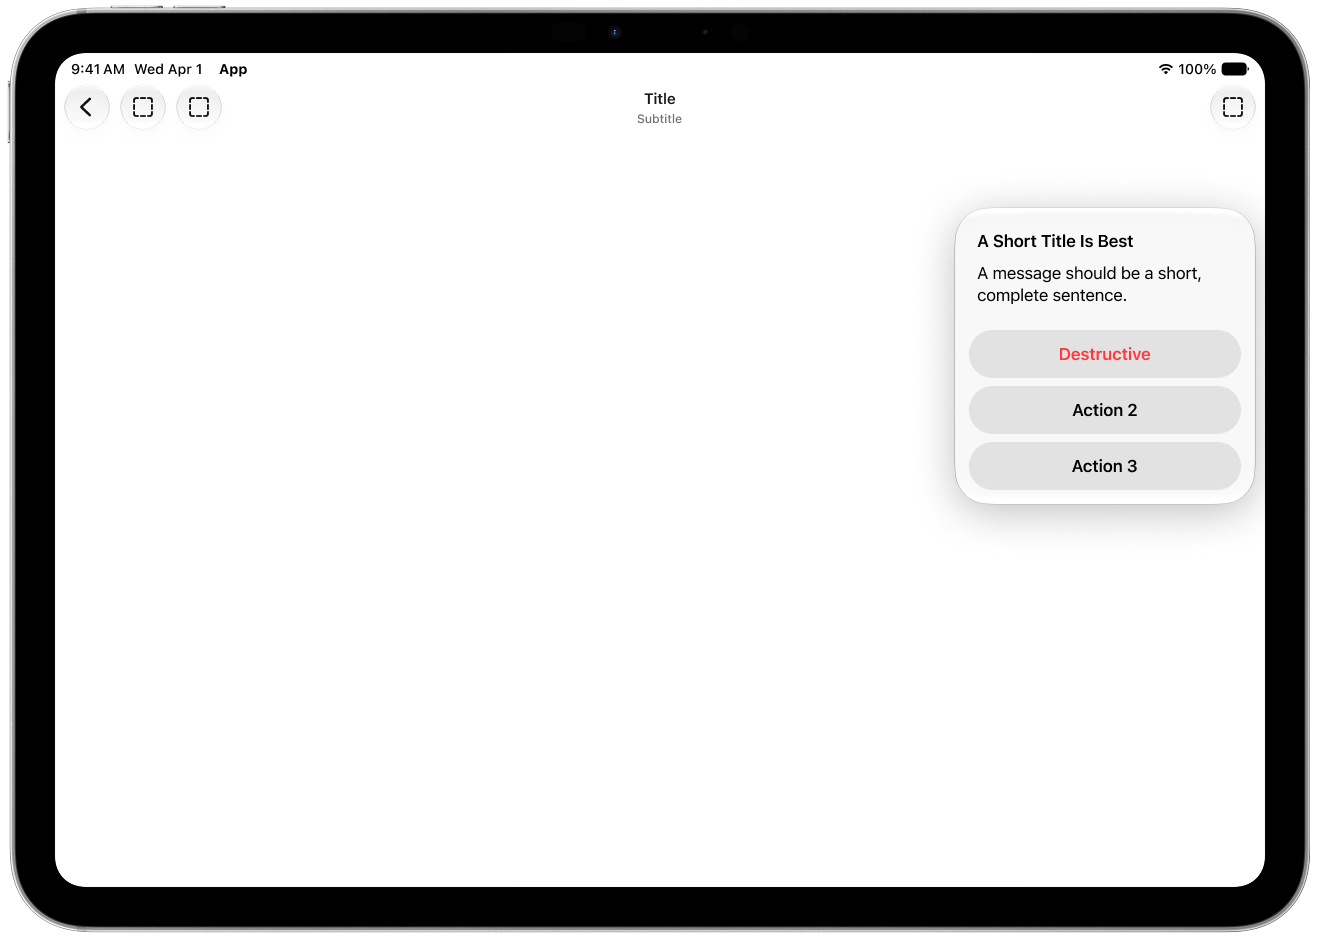 9:41 AM Wed Apr 1 App
100%
Title
Subtitle
A Short Title Is Best
A message should be a short,
complete sentence.
Destructive
Action 2
Action 3